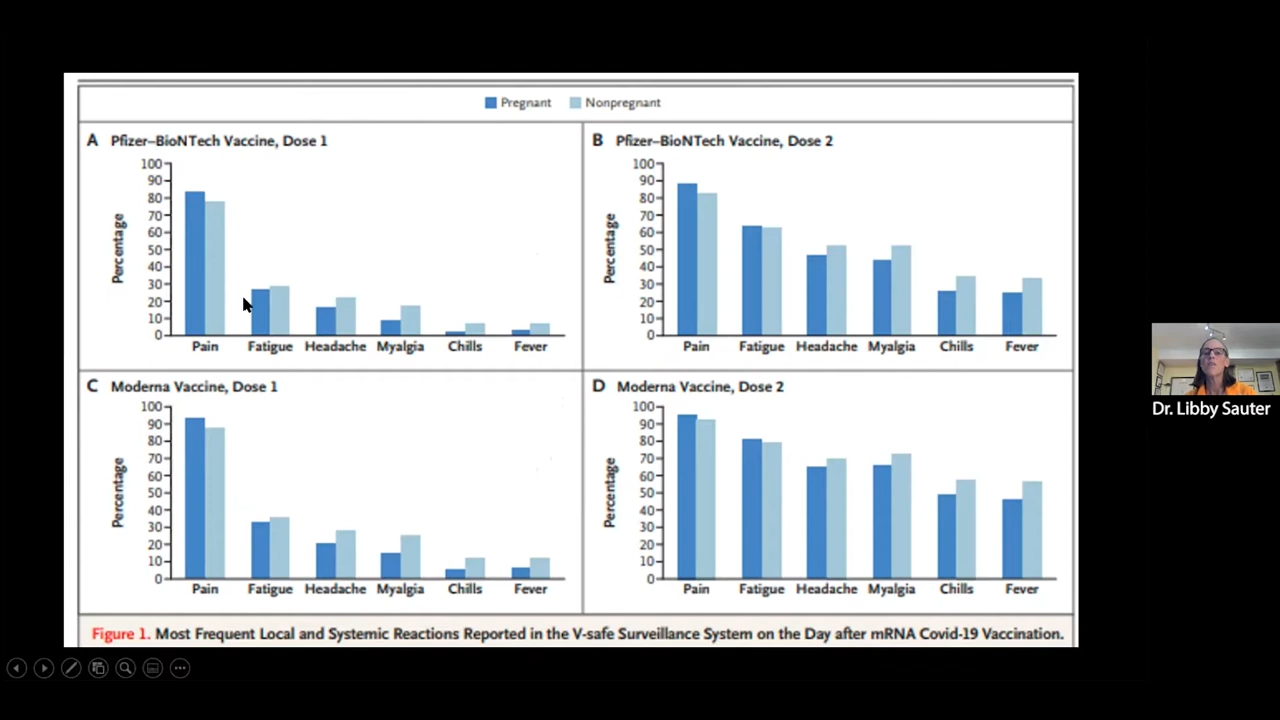 Pregnant Nonpregnant
A Pfizer–BioNTech Vaccine, Dose 1
100
90
80
70
60
50
40
30
20
10
0
Percentage
Pain Fatigue Headache Myalgia Chills Fever
B Pfizer–BioNTech Vaccine, Dose 2
100
90
80
70
60
50
40
30
20
10
0
Percentage
Pain Fatigue Headache Myalgia Chills Fever
C Moderna Vaccine, Dose 1
100
90
80
70
60
50
40
30
20
10
0
Percentage
Pain Fatigue Headache Myalgia Chills Fever
D Moderna Vaccine, Dose 2
100
90
80
70
60
50
40
30
20
10
0
Percentage
Pain Fatigue Headache Myalgia Chills Fever
Figure 1. Most Frequent Local and Systemic Reactions Reported in the V-safe Surveillance System on the Day after mRNA Covid-19 Vaccination.
Dr. Libby Sauter